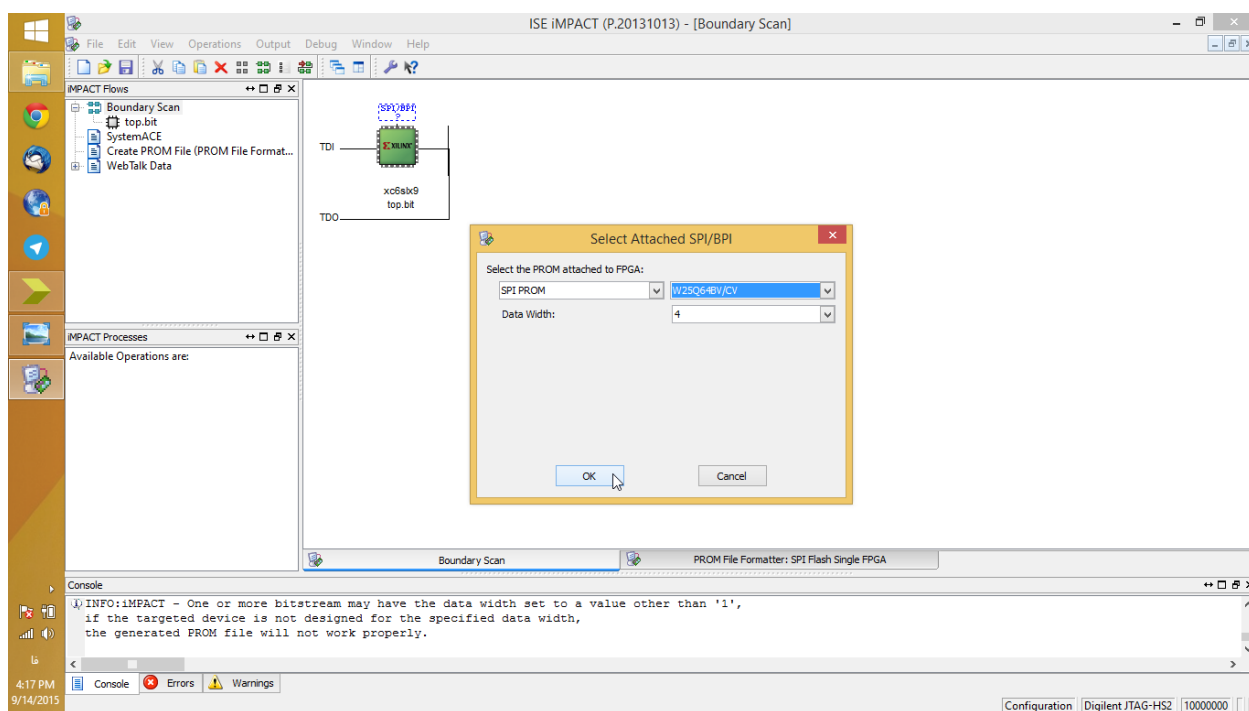 ISE iMPACT (P.20131013) - [Boundary Scan]
File Edit View Operations Output Debug Window Help
iMPACT Flows
Boundary Scan
top.bit
SystemACE
Create PROM File (PROM File Format...
WebTalk Data
SPI/BPI
?
TDI
XILINX
xc6slx9
top.bit
TDO
Select Attached SPI/BPI
Select the PROM attached to FPGA:
SPI PROM
W25Q64BV/CV
Data Width:
4
OK
Cancel
iMPACT Processes
Available Operations are:
Boundary Scan
PROM File Formatter: SPI Flash Single FPGA
Console
INFO:iMPACT - One or more bitstream may have the data width set to a value other than '1',
if the targeted device is not designed for the specified data width,
the generated PROM file will not work properly.
Console Errors Warnings
Configuration Digilent JTAG-HS2 10000000
فا
4:17 PM
9/14/2015